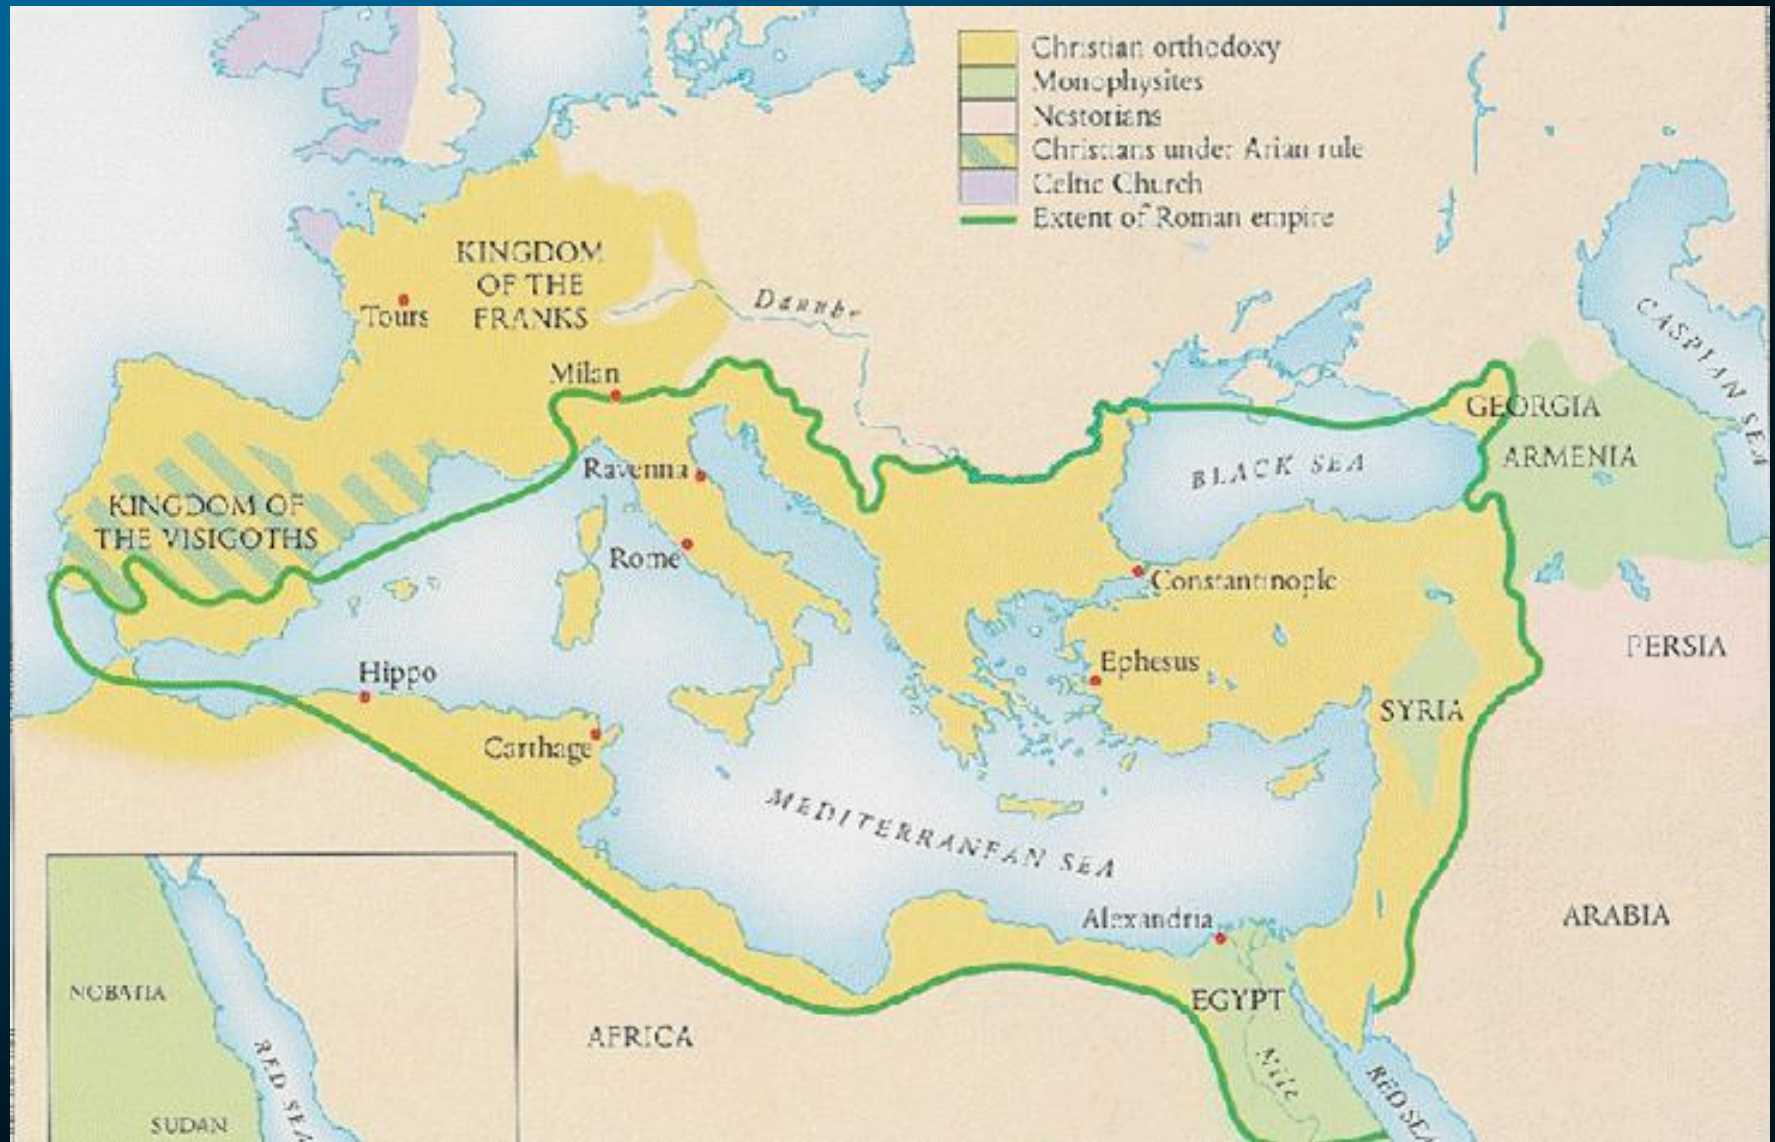 Christian orthodoxy
Monophysites
Nestorians
Christians under Arian rule
Celtic Church
Extent of Roman empire
KINGDOM
OF THE
FRANKS
Tours
Danube
CASPIAN SEA
Milan
GEORGIA
ARMENIA
BLACK SEA
Ravenna
KINGDOM OF
THE VISIGOTHS
Rome
Constantinople
PERSIA
Hippo
Ephesus
SYRIA
Carthage
MEDITERRANEAN SEA
Alexandria
ARABIA
NOBATIA
EGYPT
AFRICA
Nile
RED SEA
RED SEA
SUDAN